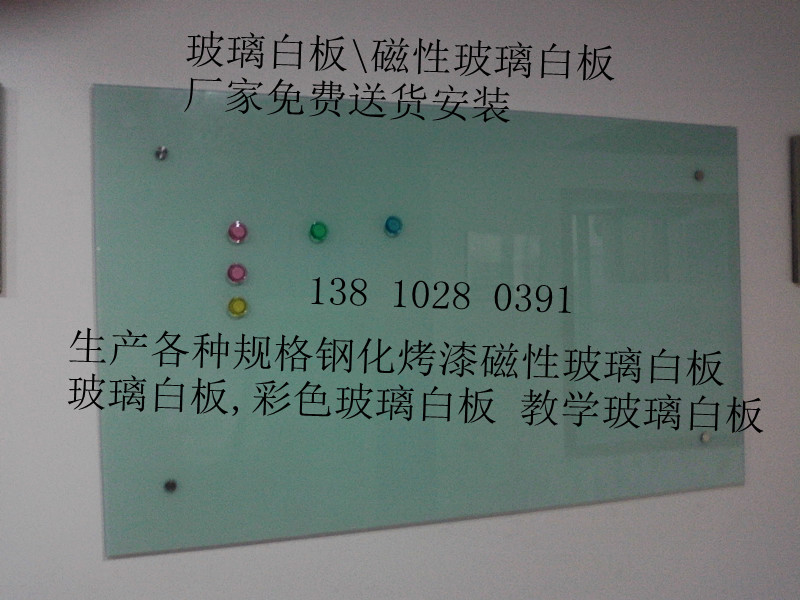 玻璃白板\磁性玻璃白板
厂家免费送货安装
138 10280391
生产各种规格钢化烤漆磁性玻璃白板
玻璃白板,彩色玻璃白板 教学玻璃白板